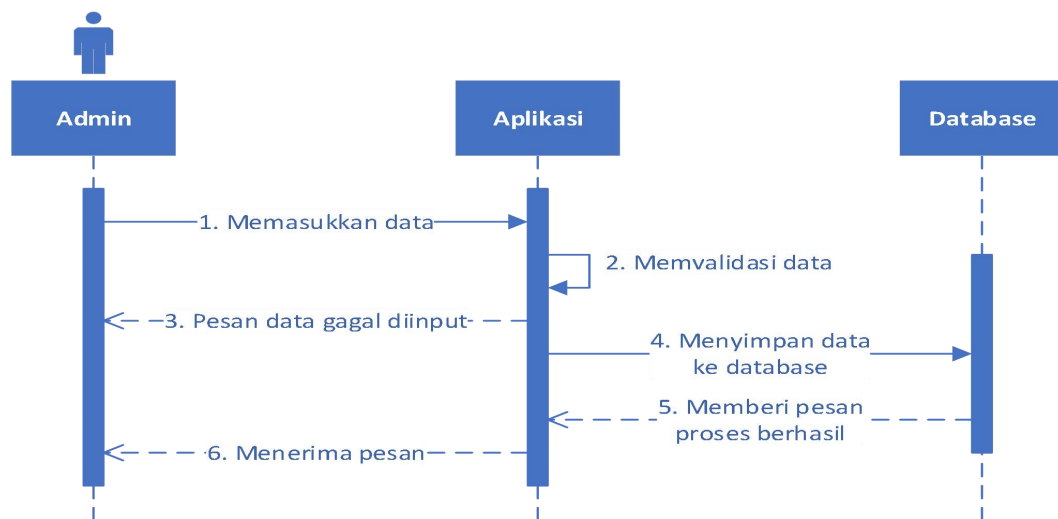 Admin
Aplikasi
Database
1. Memasukkan data
2. Memvalidasi data
3. Pesan data gagal diinput
4. Menyimpan data
ke database
5. Memberi pesan
proses berhasil
6. Menerima pesan